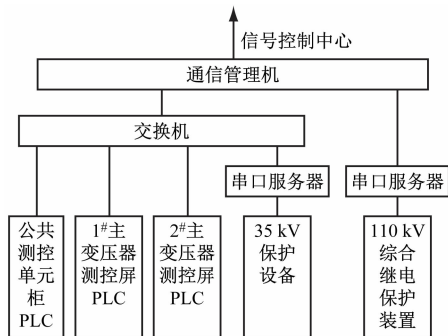 信号控制中心
通信管理机
交换机
串口服务器
串口服务器
公共
测控
单元
柜
PLC
1#主
变压器
测控屏
PLC
2#主
变压器
测控屏
PLC
35 kV
保护
设备
110 kV
综合
继电
保护
装置